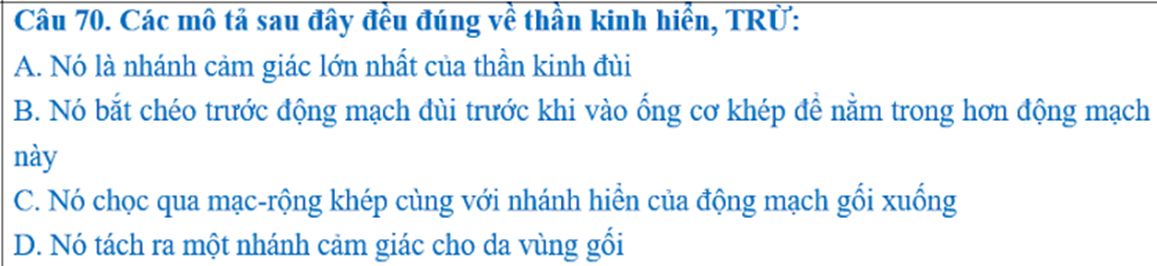 Câu 70. Các mô tả sau đây đều đúng về thần kinh hiển, TRỪ:
A. Nó là nhánh cảm giác lớn nhất của thần kinh đùi
B. Nó bắt chéo trước động mạch đùi trước khi vào ống cơ khép để nằm trong hơn động mạch
này
C. Nó chọc qua mạc-rộng khép cùng với nhánh hiển của động mạch gối xuống
D. Nó tách ra một nhánh cảm giác cho da vùng gối